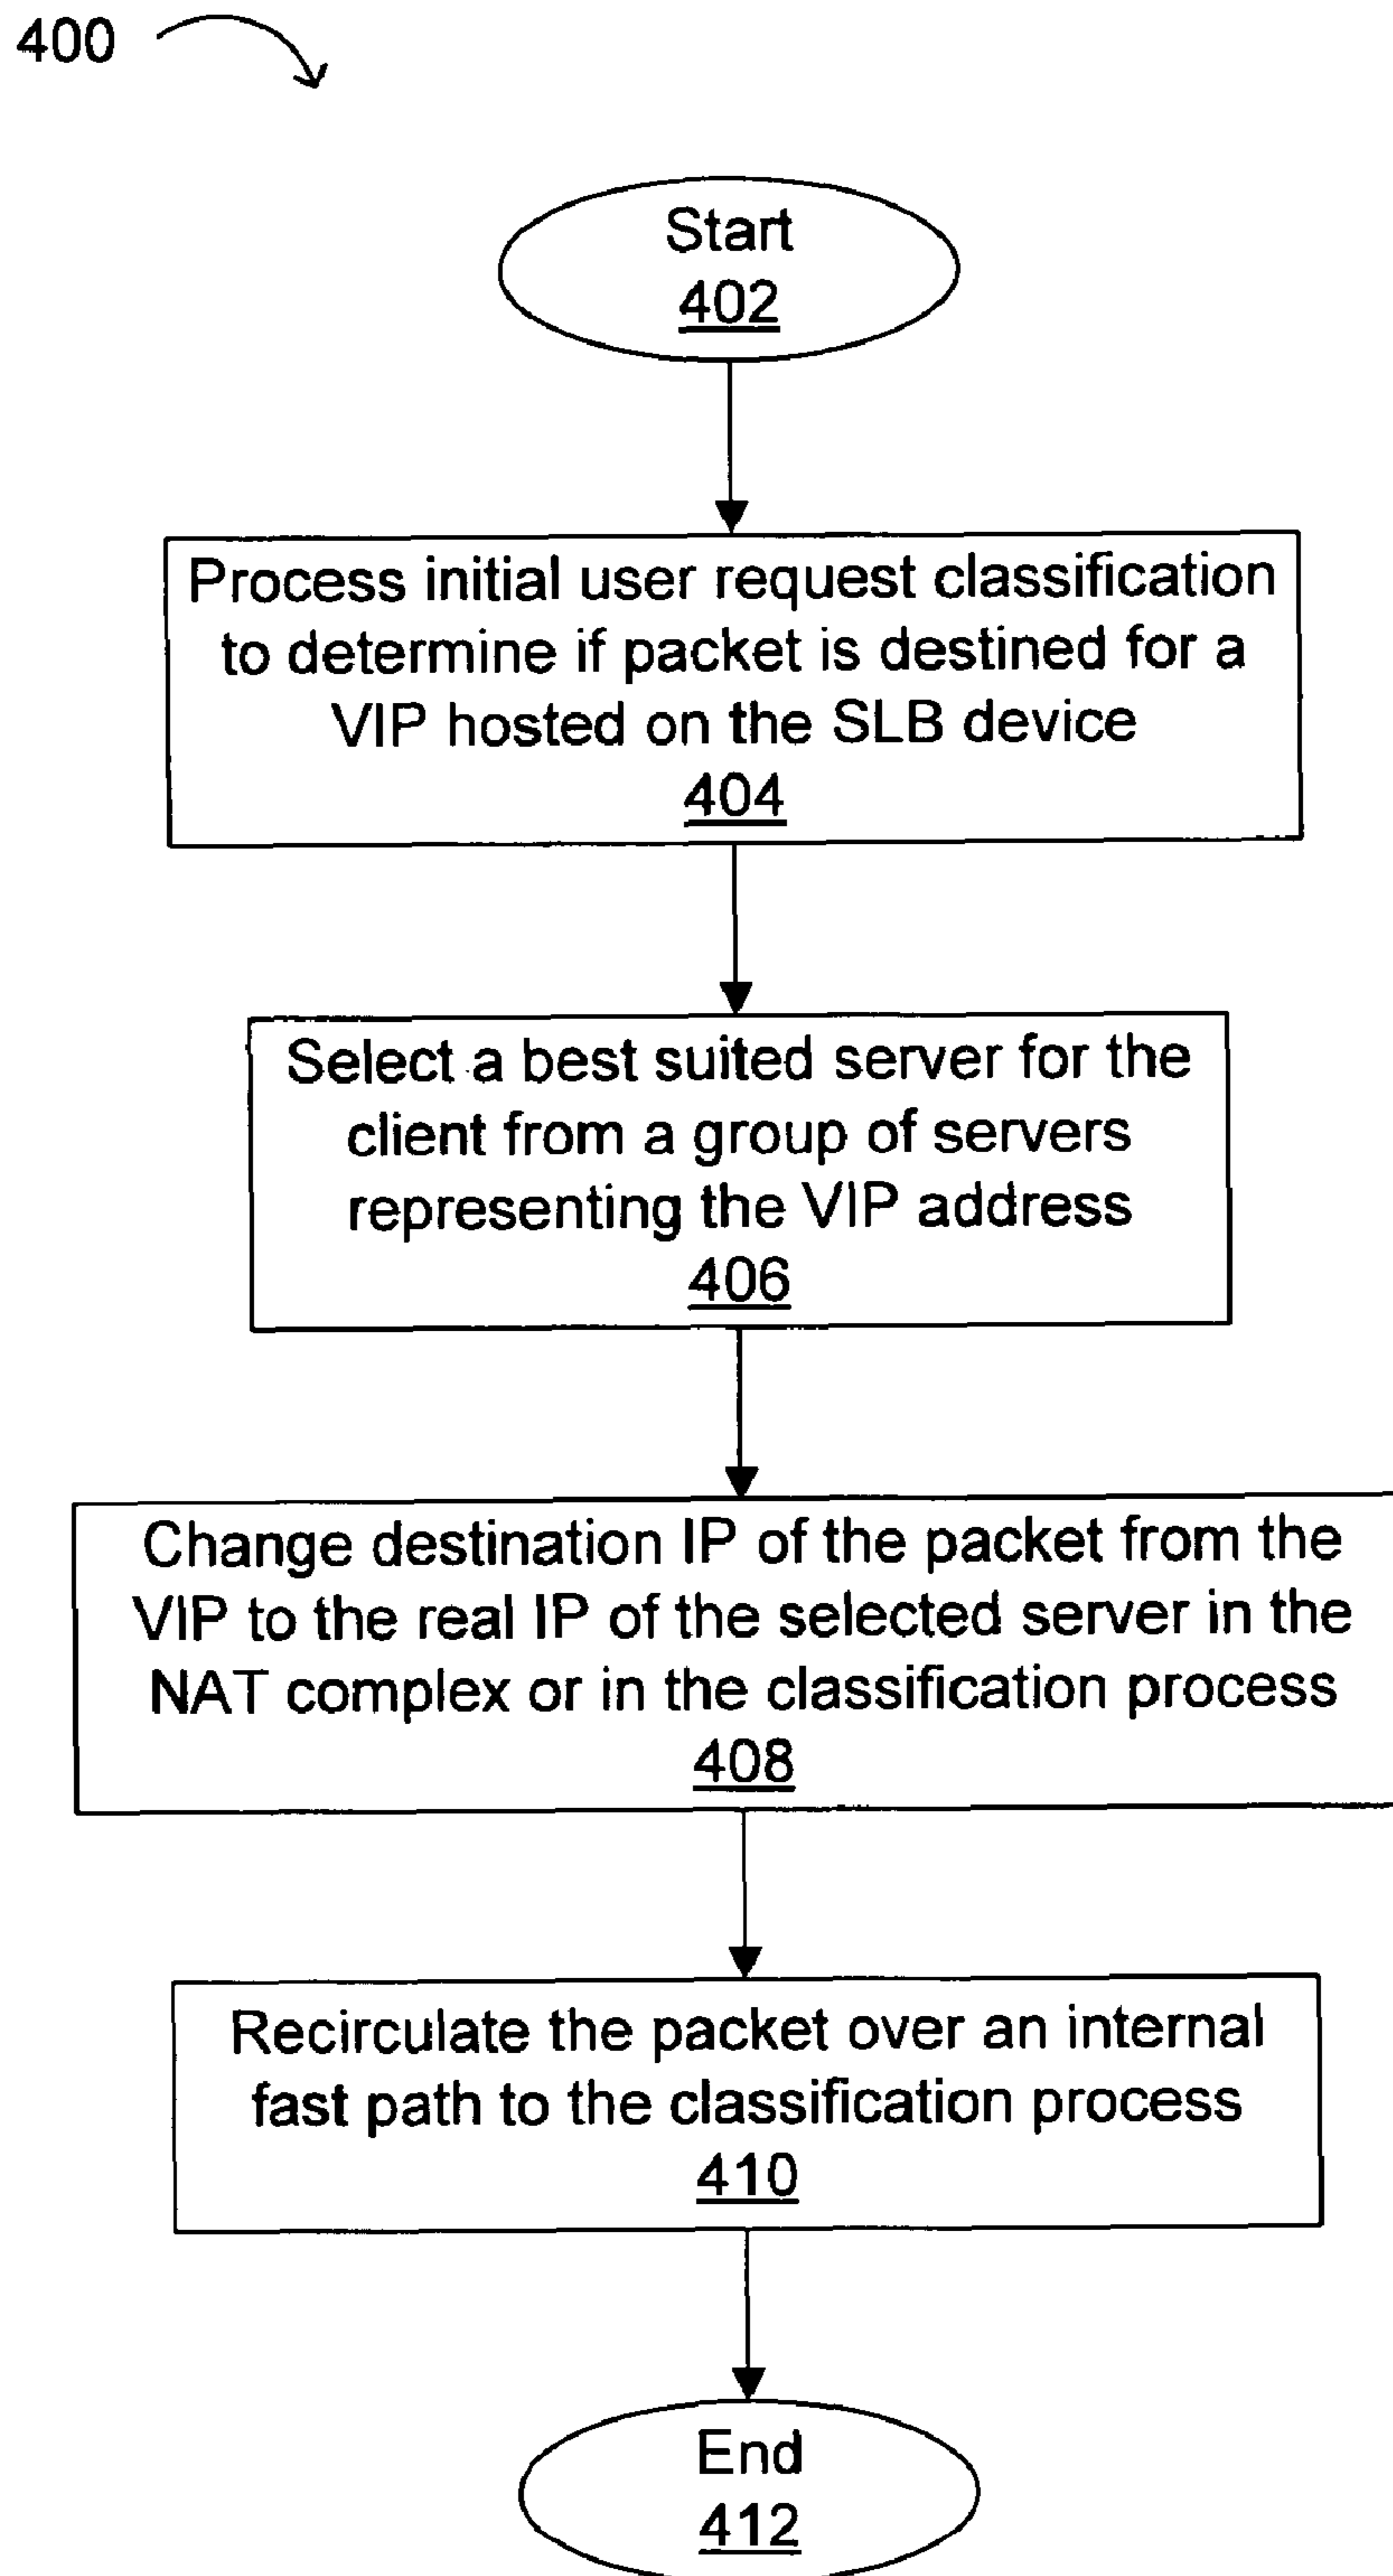 400
Start
402
Process initial user request classification
to determine if packet is destined for a
VIP hosted on the SLB device
404
Select a best suited server for the
client from a group of servers
representing the VIP address
406
Change destination IP of the packet from the
VIP to the real IP of the selected server in the
NAT complex or in the classification process
408
Recirculate the packet over an internal
fast path to the classification process
410
End
412